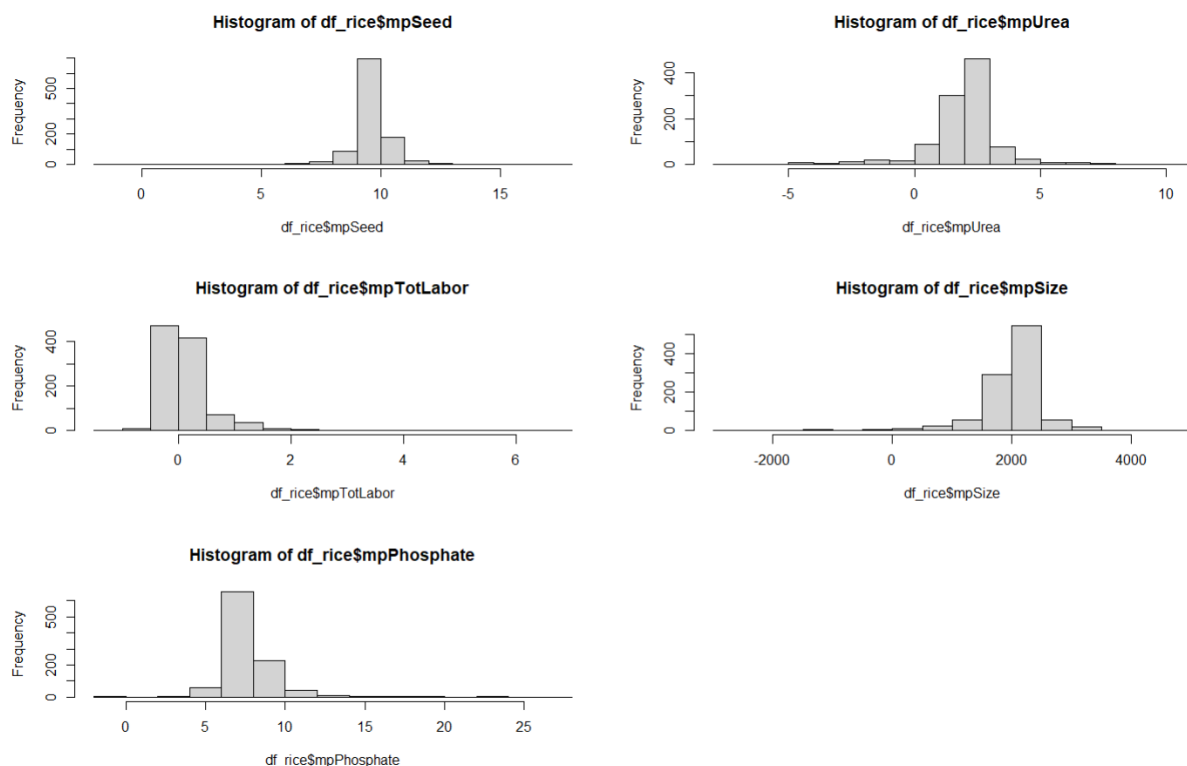 Histogram of df_rice$mpSeed
Frequency
200
500
0
0
5
10
15
df_rice$mpSeed
Histogram of df_rice$mpUrea
Frequency
0
200
400
-5
0
5
10
df_rice$mpUrea
Histogram of df_rice$mpTotLabor
Frequency
0
200
400
0
2
4
6
df_rice$mpTotLabor
Histogram of df_rice$mpSize
Frequency
0
200
400
-2000
0
2000
4000
df_rice$mpSize
Histogram of df_rice$mpPhosphate
Frequency
0
200
500
0
5
10
15
20
25
df_rice$mpPhosphate